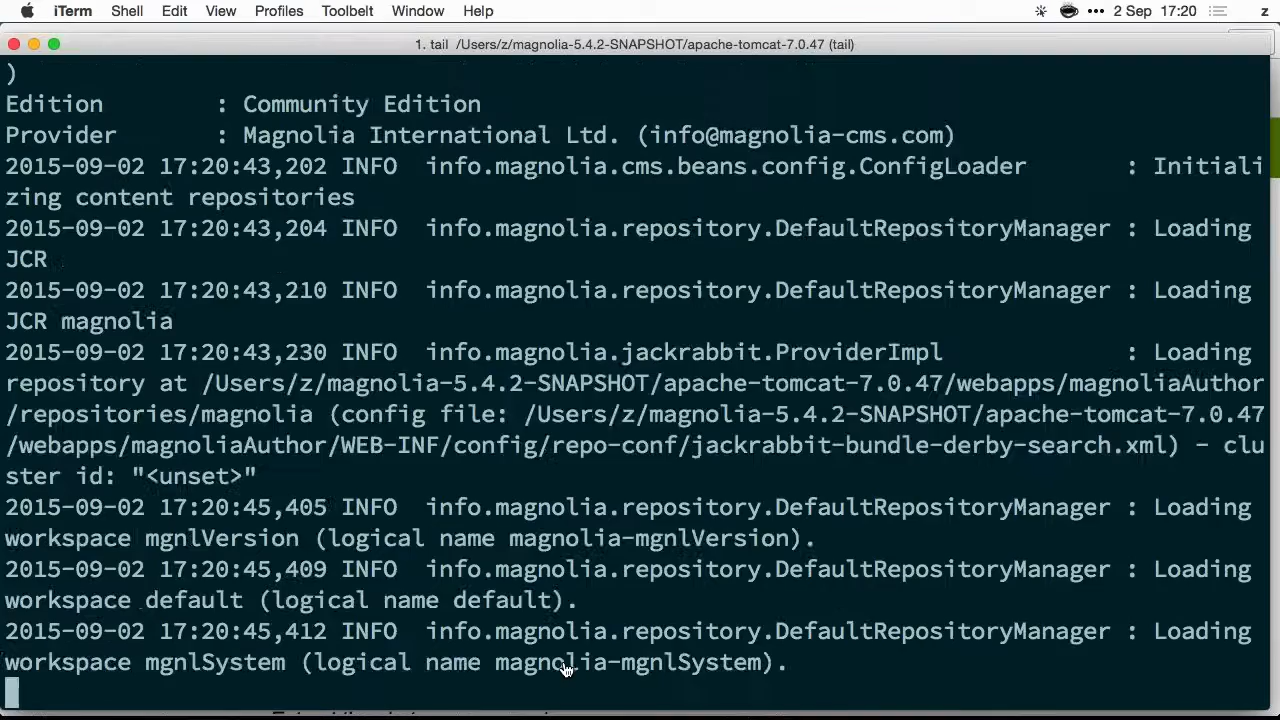 iTerm Shell Edit View Profiles Toolbelt Window Help 2 Sep 17:20 z
1. tail /Users/z/magnolia-5.4.2-SNAPSHOT/apache-tomcat-7.0.47 (tail)
)
Edition : Community Edition
Provider : Magnolia International Ltd. (info@magnolia-cms.com)
2015-09-02 17:20:43,202 INFO info.magnolia.cms.beans.config.ConfigLoader : Initiali
zing content repositories
2015-09-02 17:20:43,204 INFO info.magnolia.repository.DefaultRepositoryManager : Loading
JCR
2015-09-02 17:20:43,210 INFO info.magnolia.repository.DefaultRepositoryManager : Loading
JCR magnolia
2015-09-02 17:20:43,230 INFO info.magnolia.jackrabbit.ProviderImpl : Loading
repository at /Users/z/magnolia-5.4.2-SNAPSHOT/apache-tomcat-7.0.47/webapps/magnoliaAuthor
/repositories/magnolia (config file: /Users/z/magnolia-5.4.2-SNAPSHOT/apache-tomcat-7.0.47
/webapps/magnoliaAuthor/WEB-INF/config/repo-conf/jackrabbit-bundle-derby-search.xml) - clu
ster id: "<unset>"
2015-09-02 17:20:45,405 INFO info.magnolia.repository.DefaultRepositoryManager : Loading
workspace mgnlVersion (logical name magnolia-mgnlVersion).
2015-09-02 17:20:45,409 INFO info.magnolia.repository.DefaultRepositoryManager : Loading
workspace default (logical name default).
2015-09-02 17:20:45,412 INFO info.magnolia.repository.DefaultRepositoryManager : Loading
workspace mgnlSystem (logical name magnolia-mgnlSystem).